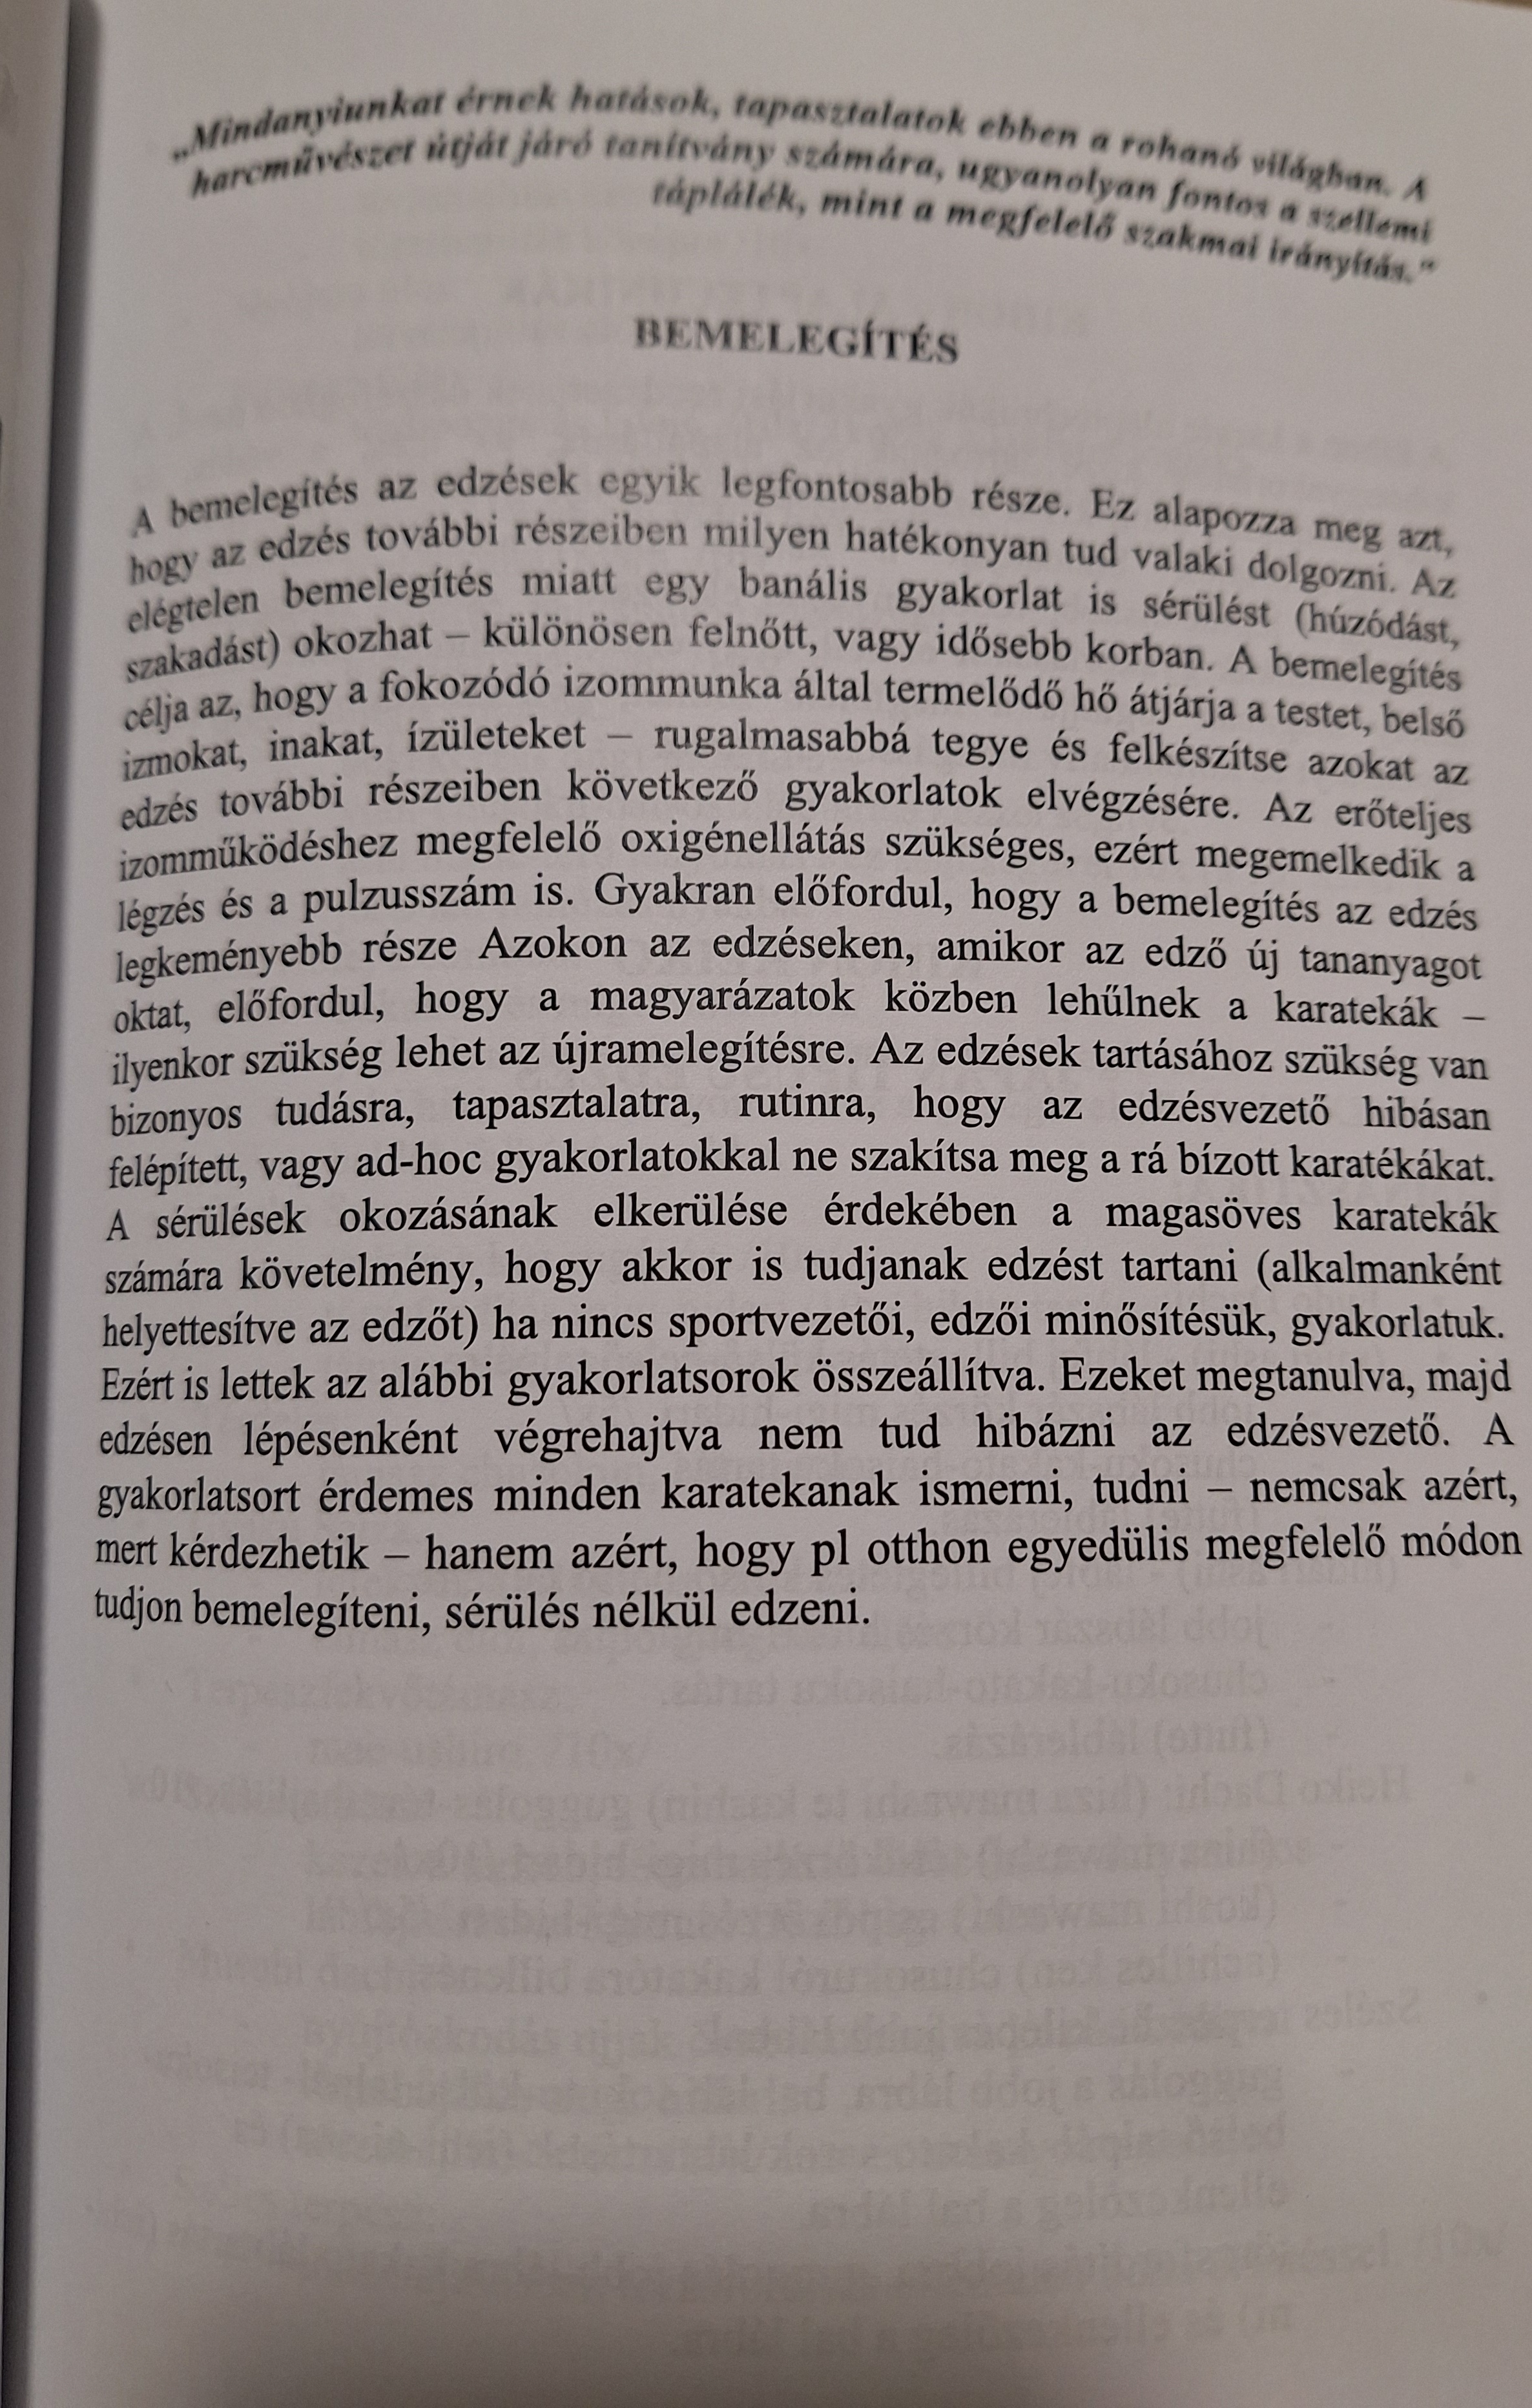 „Mindanyiunkat érnek hatások, tapasztalatok ebben a rohanó világban. A
harcművészet útját járó tanítvány számára, ugyanolyan fontos a szellemi
táplálék, mint a megfelelő szakmai irányítás.”
BEMELEGÍTÉS
A bemelegítés az edzések egyik legfontosabb része. Ez alapozza meg azt,
hogy az edzés további részeiben milyen hatékonyan tud valaki dolgozni. Az
elégtelen bemelegítés miatt egy banális gyakorlat is sérülést (húzódást,
szakadást) okozhat – különösen felnőtt, vagy idősebb korban. A bemelegítés
célja az, hogy a fokozódó izommunka által termelődő hő átjárja a testet, belső
izmokat, inakat, ízületeket – rugalmasabbá tegye és felkészítse azokat az
edzés további részeiben következő gyakorlatok elvégzésére. Az erőteljes
izomműködéshez megfelelő oxigénellátás szükséges, ezért megemelkedik a
légzés és a pulzusszám is. Gyakran előfordul, hogy a bemelegítés az edzés
legkeményebb része Azokon az edzéseken, amikor az edző új tananyagot
oktat, előfordul, hogy a magyarázatok közben lehűlnek a karatekák –
ilyenkor szükség lehet az újramelegítésre. Az edzések tartásához szükség van
bizonyos tudásra, tapasztalatra, rutinra, hogy az edzésvezető hibásan
felépített, vagy ad-hoc gyakorlatokkal ne szakítsa meg a rá bízott karatékákat.
A sérülések okozásának elkerülése érdekében a magasöves karatekák
számára követelmény, hogy akkor is tudjanak edzést tartani (alkalmanként
helyettesítve az edzőt) ha nincs sportvezetői, edzői minősítésük, gyakorlatuk.
Ezért is lettek az alábbi gyakorlatsorok összeállítva. Ezeket megtanulva, majd
edzésen lépésenként végrehajtva nem tud hibázni az edzésvezető. A
gyakorlatsort érdemes minden karatekanak ismerni, tudni – nemcsak azért,
mert kérdezhetik – hanem azért, hogy pl otthon egyedülis megfelelő módon
tudjon bemelegíteni, sérülés nélkül edzeni.